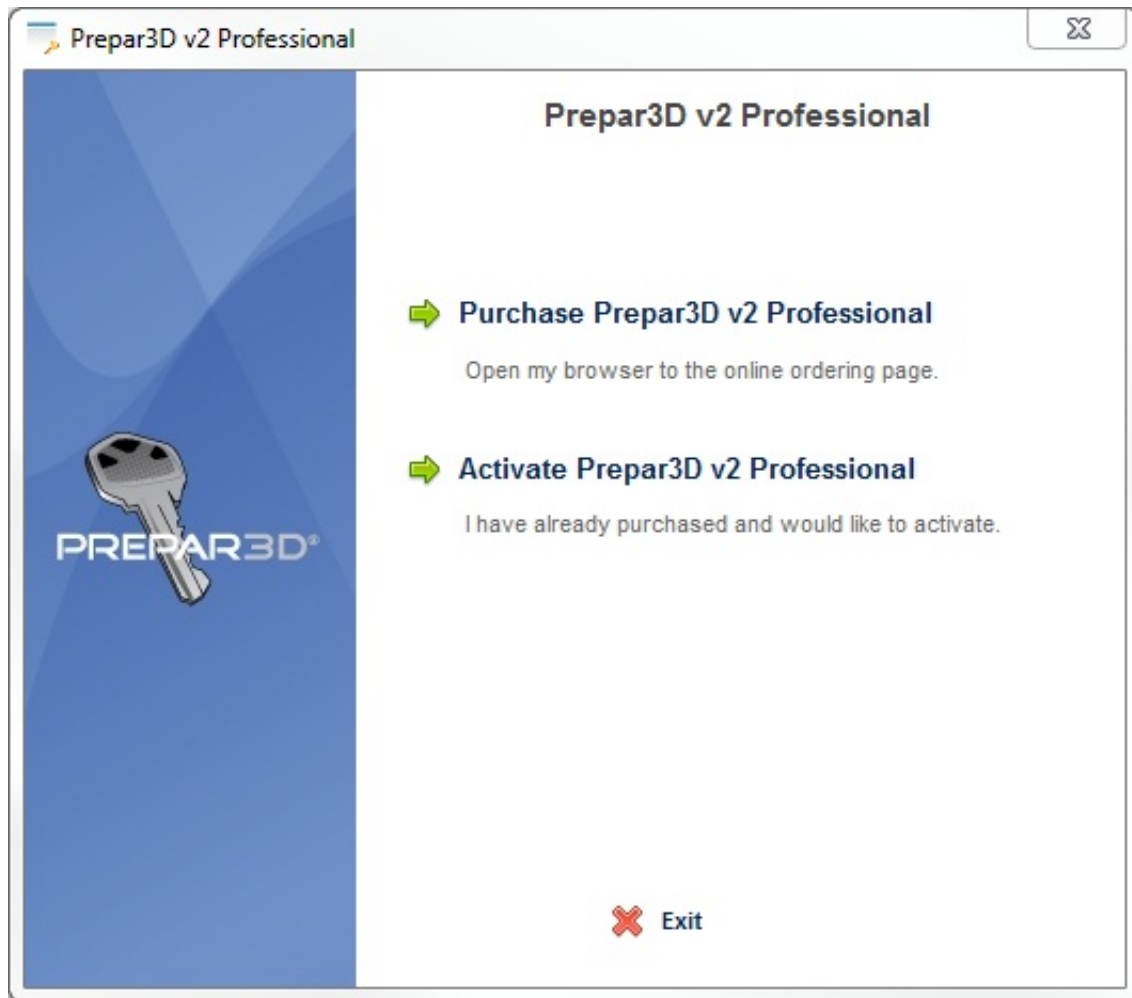 Prepar3D v2 Professional
Prepar3D v2 Professional
Purchase Prepar3D v2 Professional
Open my browser to the online ordering page.
Activate Prepar3D v2 Professional
I have already purchased and would like to activate.
PREPAR3D®
Exit